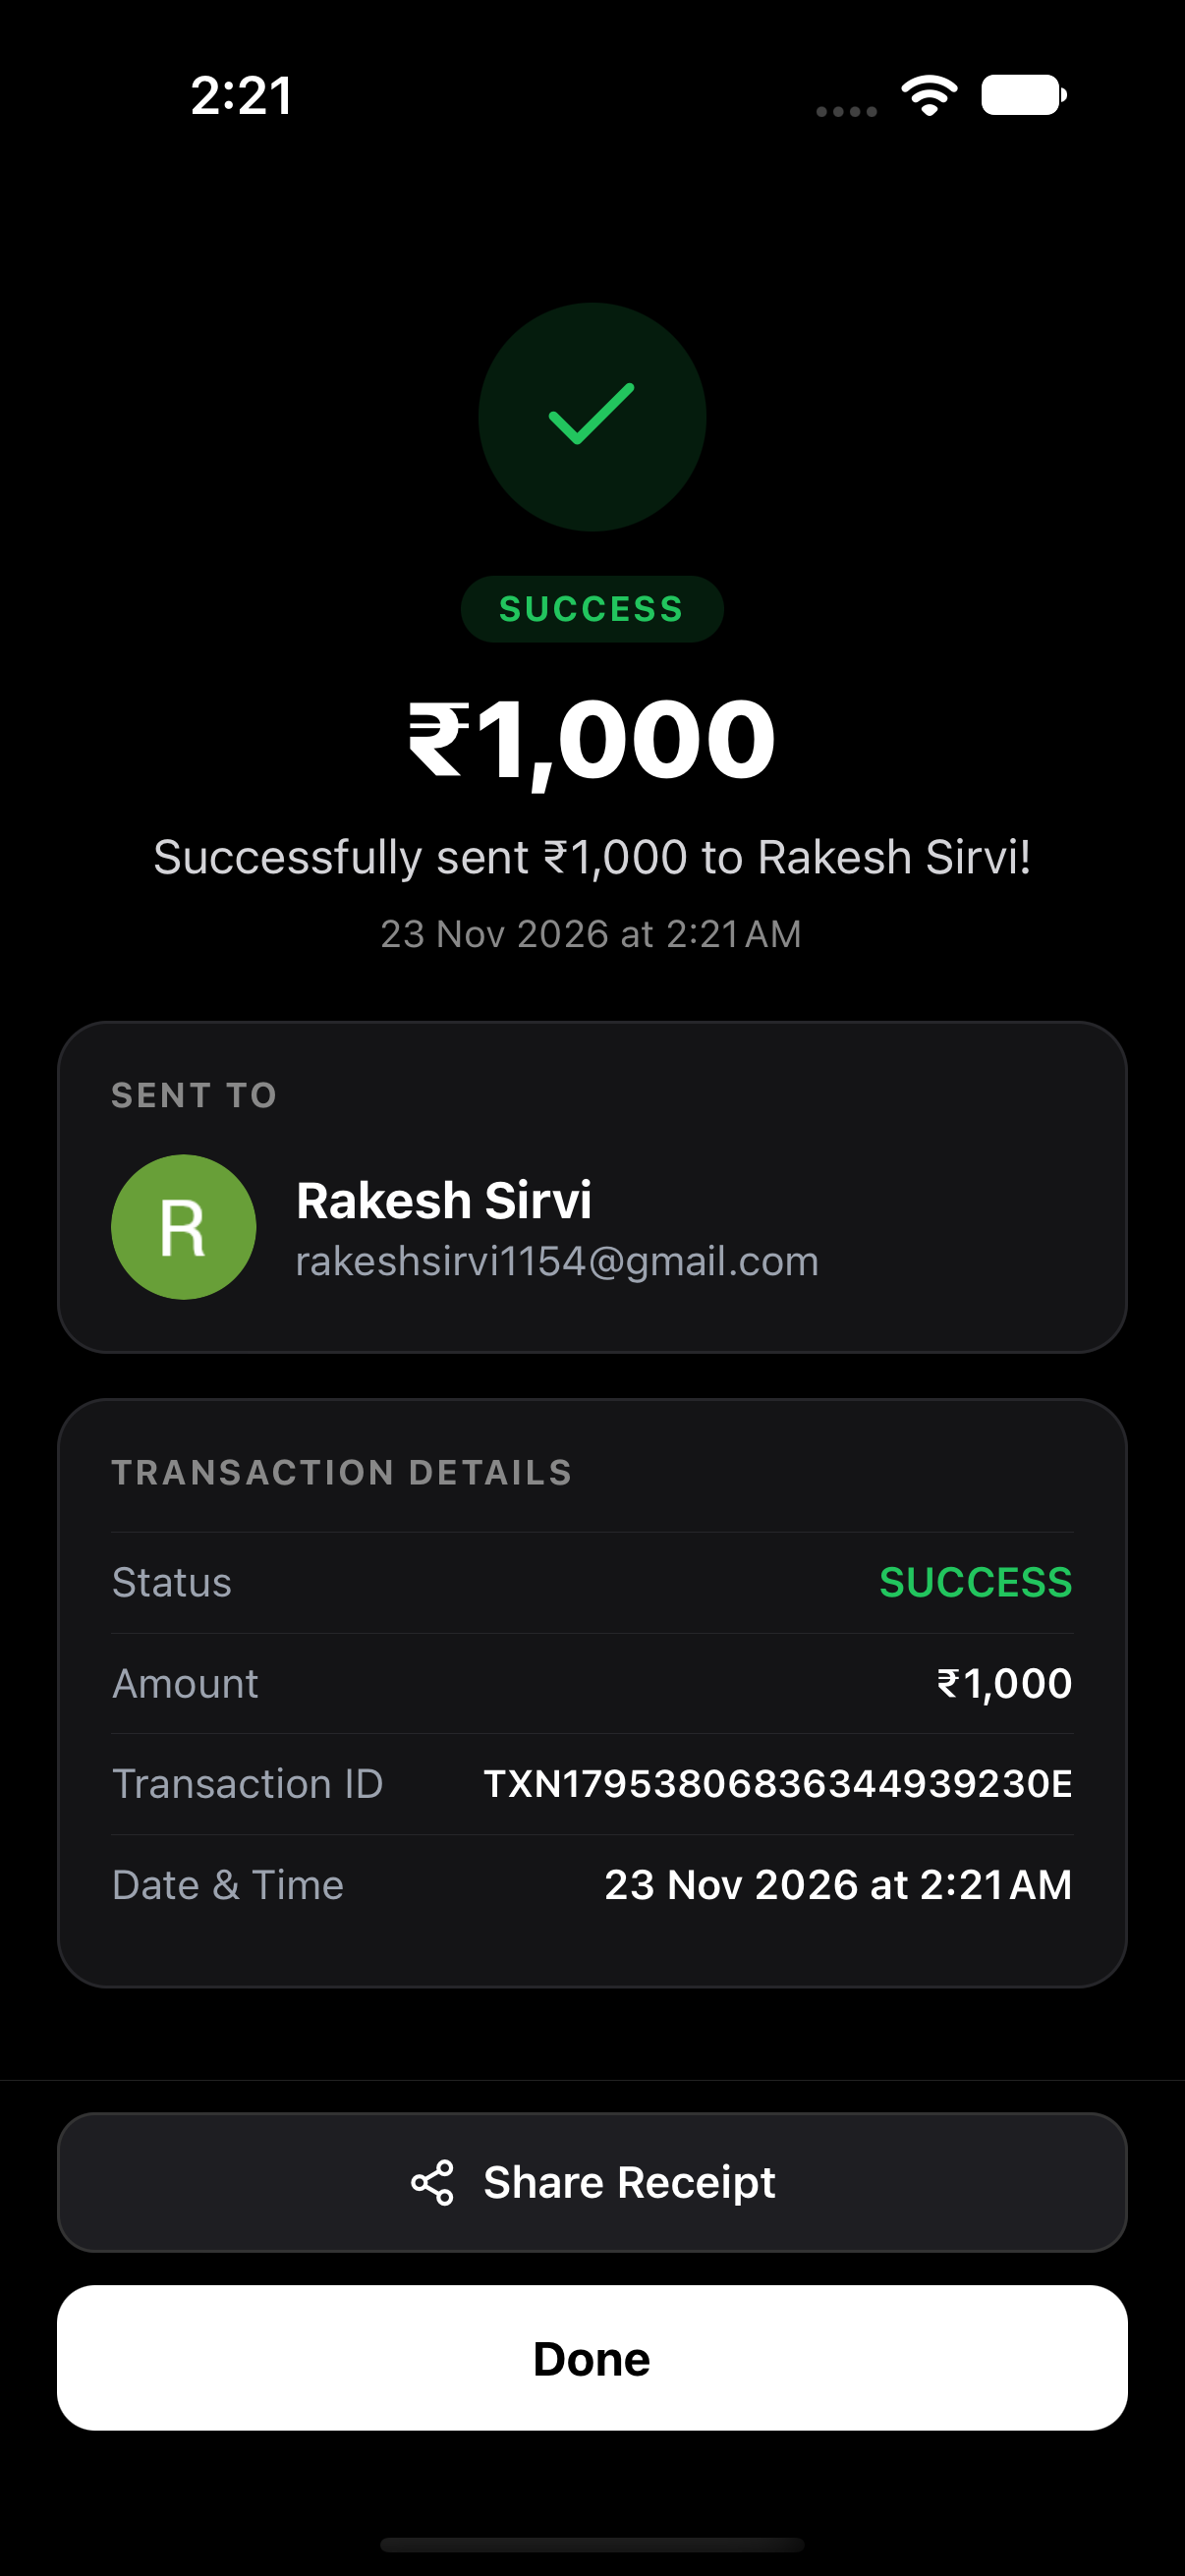 2:21
SUCCESS
₹1,000
Successfully sent ₹1,000 to Rakesh Sirvi!
23 Nov 2026 at 2:21 AM
SENT TO
R
Rakesh Sirvi
rakeshsirvi1154@gmail.com
TRANSACTION DETAILS
Status SUCCESS
Amount ₹1,000
Transaction ID TXN17953806836344939230E
Date & Time 23 Nov 2026 at 2:21 AM
Share Receipt
Done